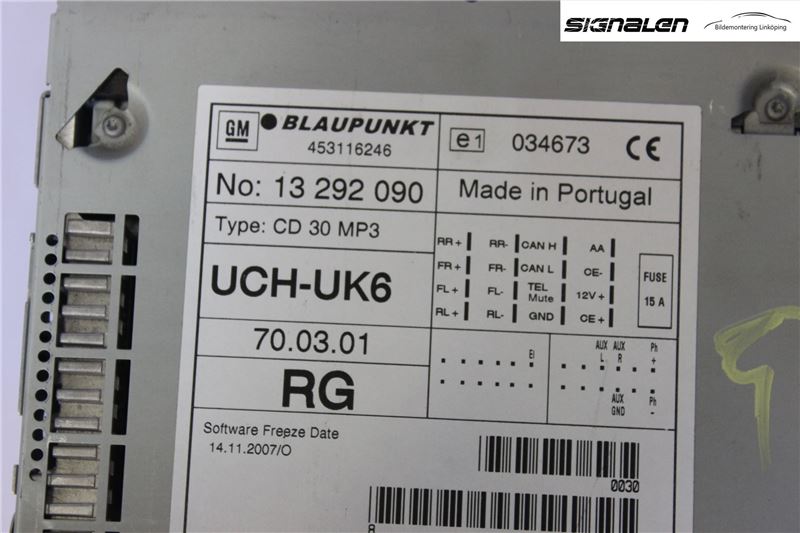 SIGNALEN
Bildemontering Linköping
GM BLAUPUNKT
453116246
e1 034673 CE
No: 13 292 090
Made in Portugal
Type: CD 30 MP3
UCH-UK6
70.03.01
RG
RR+ RR- CAN H AA
FR+ FR- CAN L CE-
FL+ FL- TEL Mute 12V+
RL+ RL- GND CE+
FUSE
15 A
EI
AUX L AUX R Ph +
AUX GND Ph -
Software Freeze Date
14.11.2007/O
0030
8